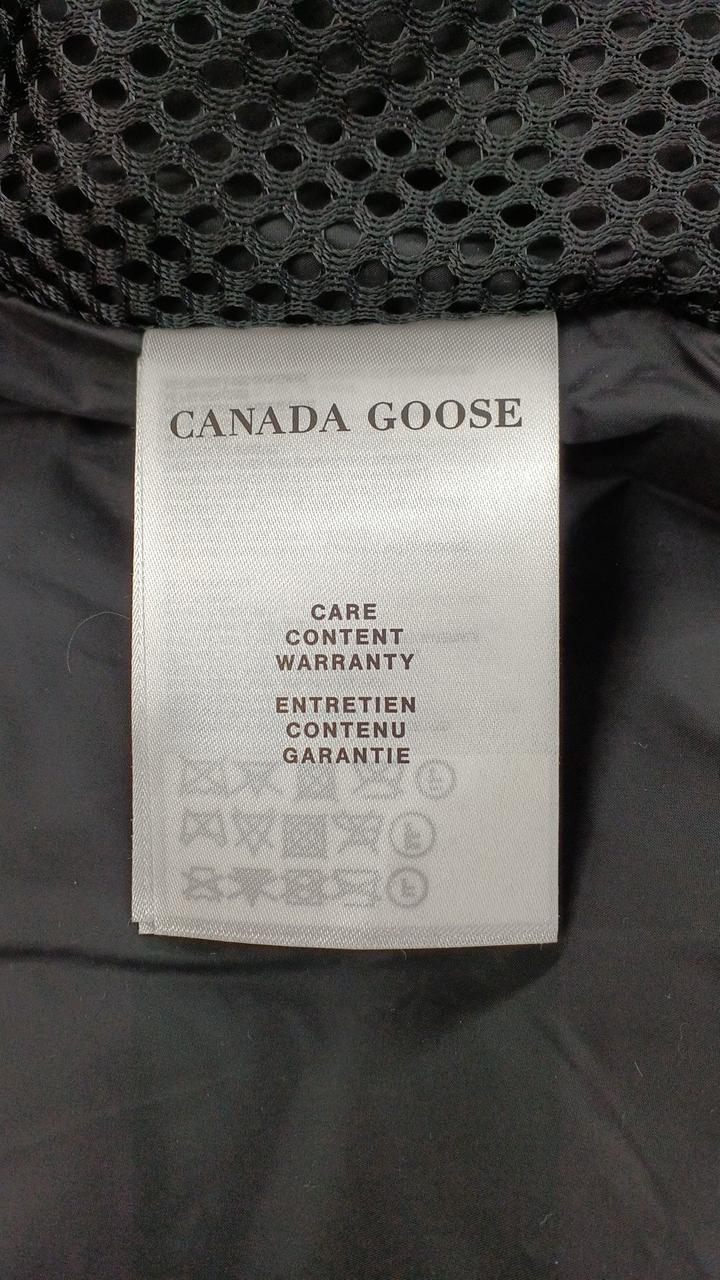 CANADA GOOSE
CARE
CONTENT
WARRANTY
ENTRETIEN
CONTENU
GARANTIE